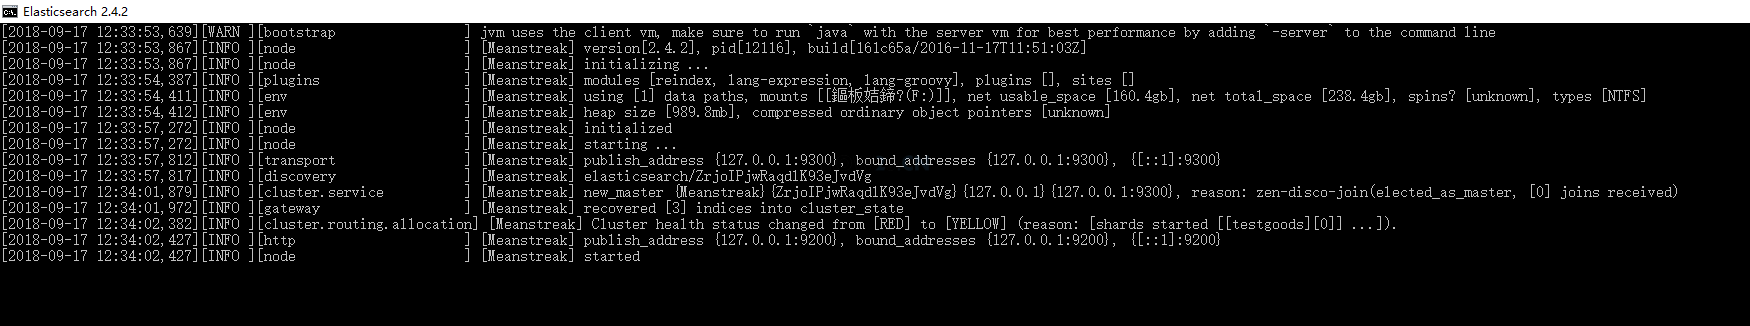 Elasticsearch 2.4.2
[2018-09-17 12:33:53,639][WARN ][bootstrap                ] jvm uses the client vm, make sure to run `java` with the server vm for best performance by adding `-server` to the command line
[2018-09-17 12:33:53,867][INFO ][node                     ] [Meanstreak] version[2.4.2], pid[12116], build[161c65a/2016-11-17T11:51:03Z]
[2018-09-17 12:33:53,867][INFO ][node                     ] [Meanstreak] initializing ...
[2018-09-17 12:33:54,387][INFO ][plugins                  ] [Meanstreak] modules [reindex, lang-expression, lang-groovy], plugins [], sites []
[2018-09-17 12:33:54,411][INFO ][env                      ] [Meanstreak] using [1] data paths, mounts [[鏂板姞鍗?(F:)]], net usable_space [160.4gb], net total_space [238.4gb], spins? [unknown], types [NTFS]
[2018-09-17 12:33:54,412][INFO ][env                      ] [Meanstreak] heap size [989.8mb], compressed ordinary object pointers [unknown]
[2018-09-17 12:33:57,272][INFO ][node                     ] [Meanstreak] initialized
[2018-09-17 12:33:57,272][INFO ][node                     ] [Meanstreak] starting ...
[2018-09-17 12:33:57,812][INFO ][transport                ] [Meanstreak] publish_address {127.0.0.1:9300}, bound_addresses {127.0.0.1:9300}, {[::1]:9300}
[2018-09-17 12:33:57,817][INFO ][discovery                ] [Meanstreak] elasticsearch/ZrjoIPjwRaqd1K93eJvdVg
[2018-09-17 12:34:01,879][INFO ][cluster.service          ] [Meanstreak] new_master {Meanstreak}{ZrjoIPjwRaqd1K93eJvdVg}{127.0.0.1}{127.0.0.1:9300}, reason: zen-disco-join(elected_as_master, [0] joins received)
[2018-09-17 12:34:01,972][INFO ][gateway                  ] [Meanstreak] recovered [3] indices into cluster_state
[2018-09-17 12:34:02,382][INFO ][cluster.routing.allocation] [Meanstreak] Cluster health status changed from [RED] to [YELLOW] (reason: [shards started [[testgoods][0]] ...]).
[2018-09-17 12:34:02,427][INFO ][http                     ] [Meanstreak] publish_address {127.0.0.1:9200}, bound_addresses {127.0.0.1:9200}, {[::1]:9200}
[2018-09-17 12:34:02,427][INFO ][node                     ] [Meanstreak] started